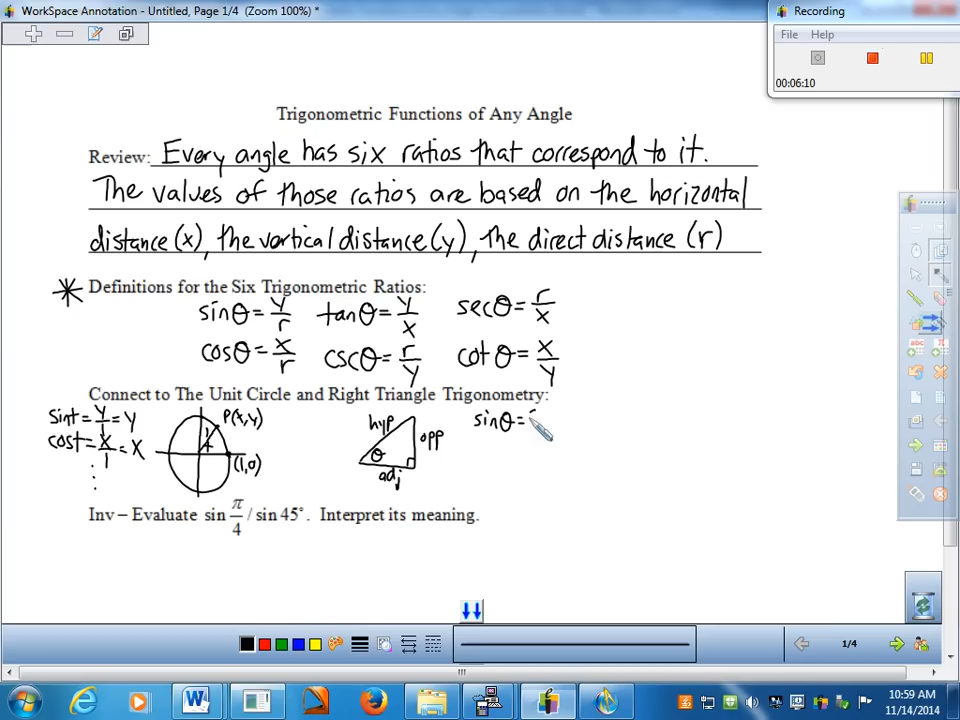 WorkSpace Annotation - Untitled, Page 1/4 (Zoom 100%) *
Recording
File Help
00:06:10
Trigonometric Functions of Any Angle
Review: Every angle has six ratios that correspond to it.
The values of those ratios are based on the horizontal
distance (x), the vertical distance (y), the direct distance (r)
* Definitions for the Six Trigonometric Ratios:
sinθ = y/r tanθ = y/x secθ = r/x
cosθ = x/r cscθ = r/y cotθ = x/y
Connect to The Unit Circle and Right Triangle Trigonometry:
sint = y/1 = y
cost = x/1 = x
⋮
P(x,y)
1
t
(1,0)
hyp
opp
θ
adj
sinθ =
Inv – Evaluate sin π/4 / sin 45°. Interpret its meaning.
1/4
10:59 AM
11/14/2014